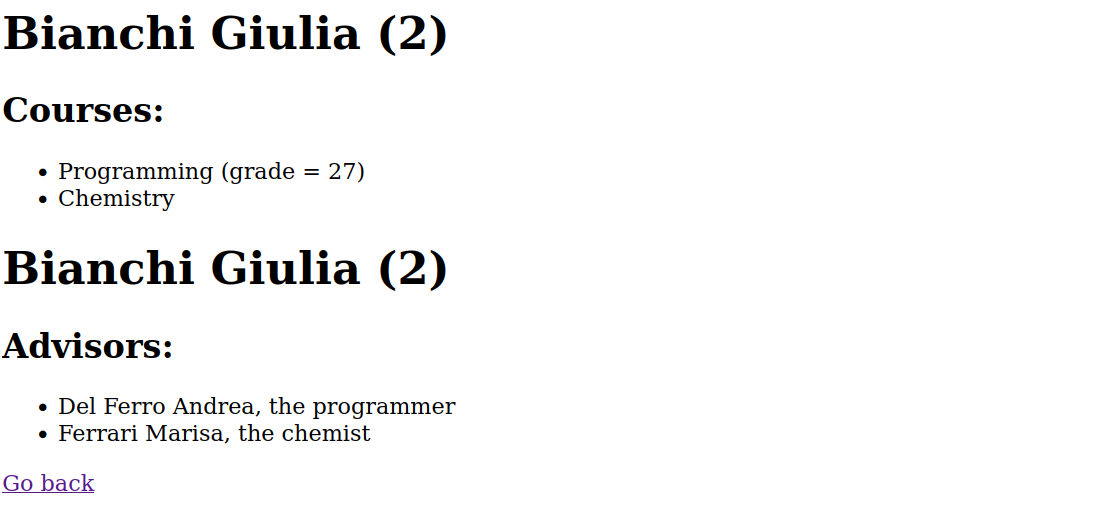 Bianchi Giulia (2)
Courses:
Programming (grade = 27)
Chemistry
Bianchi Giulia (2)
Advisors:
Del Ferro Andrea, the programmer
Ferrari Marisa, the chemist
Go back